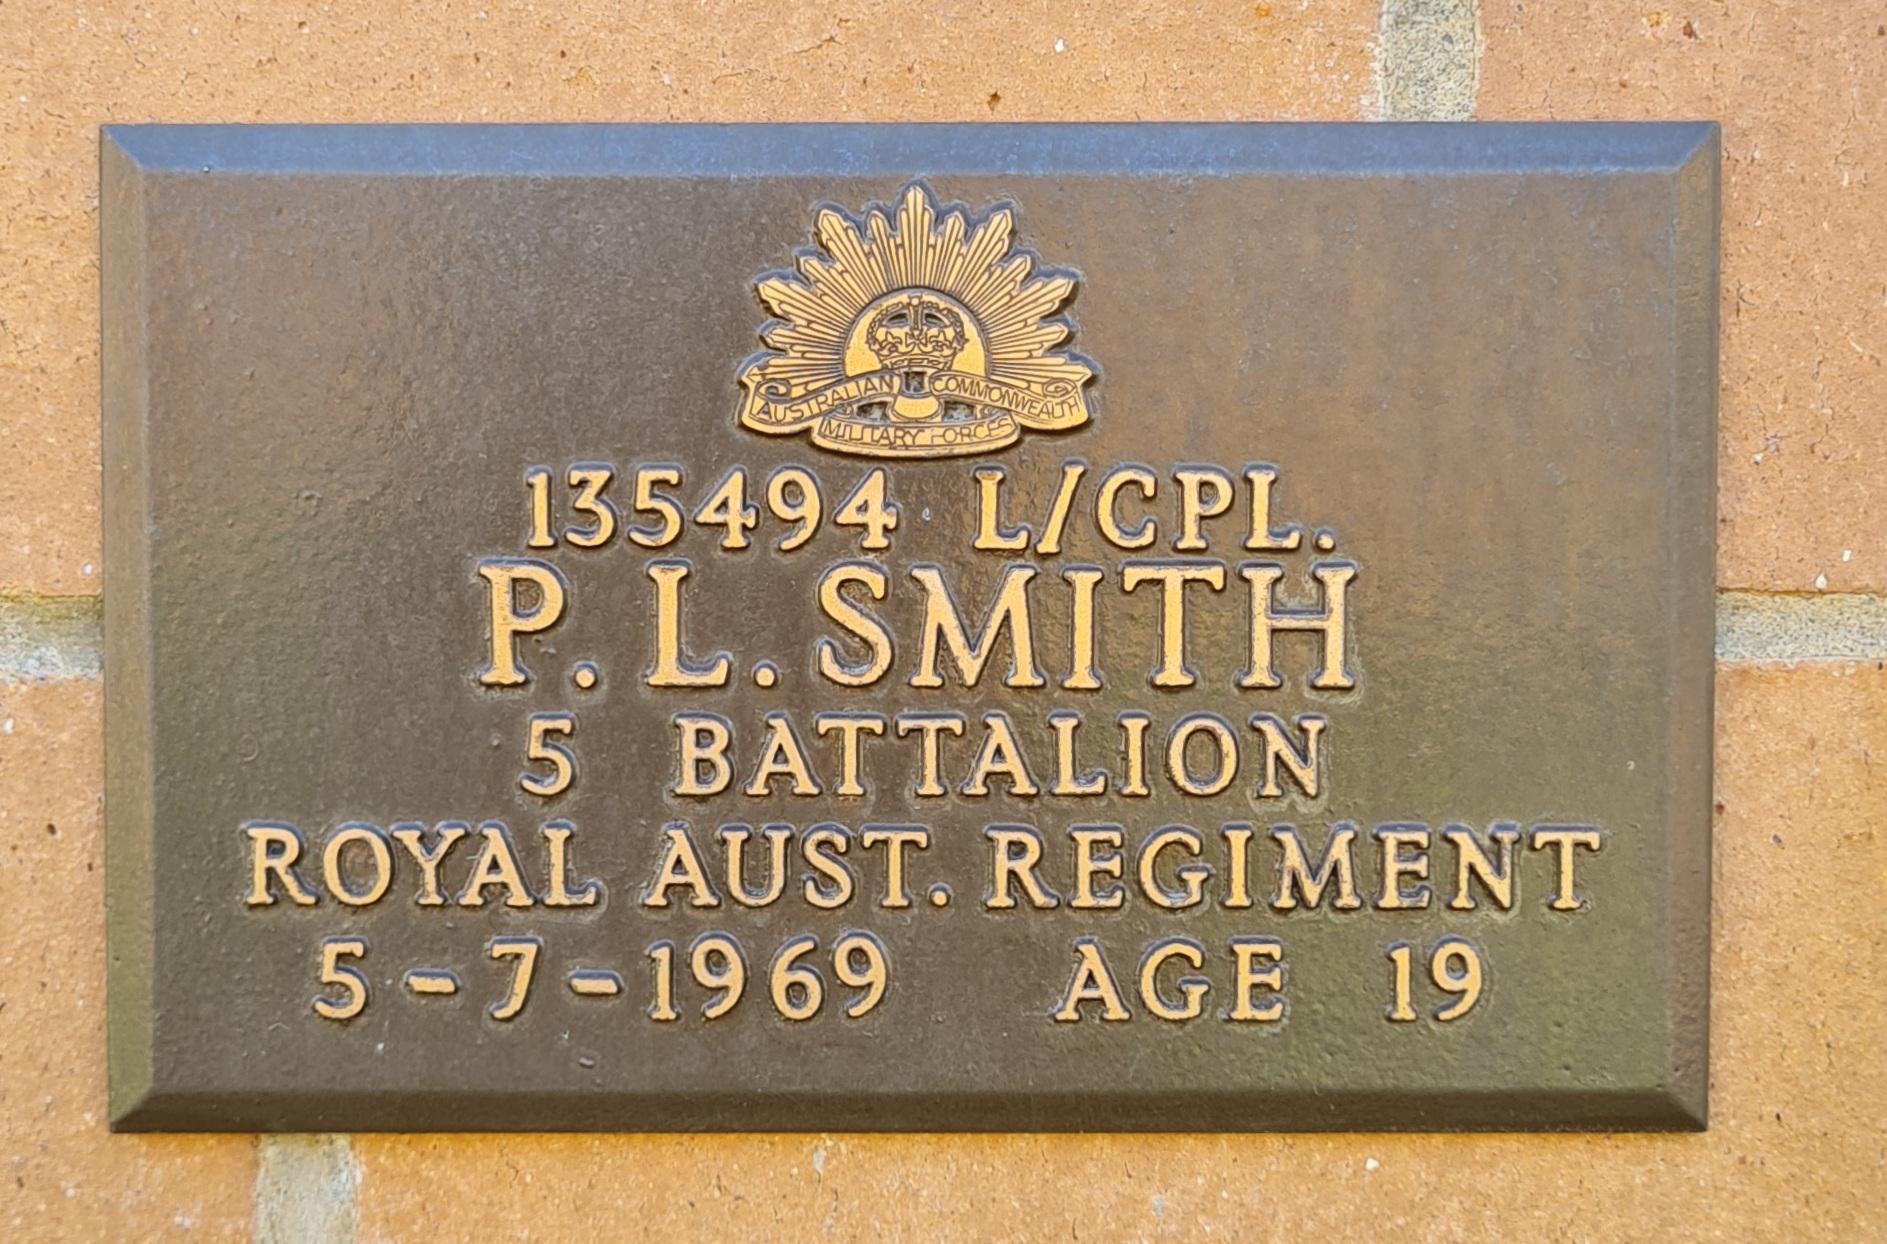 AUSTRALIAN COMMONWEALTH
MILITARY FORCES
135494 L/CPL.
P. L. SMITH
5 BATTALION
ROYAL AUST. REGIMENT
5-7-1969 AGE 19